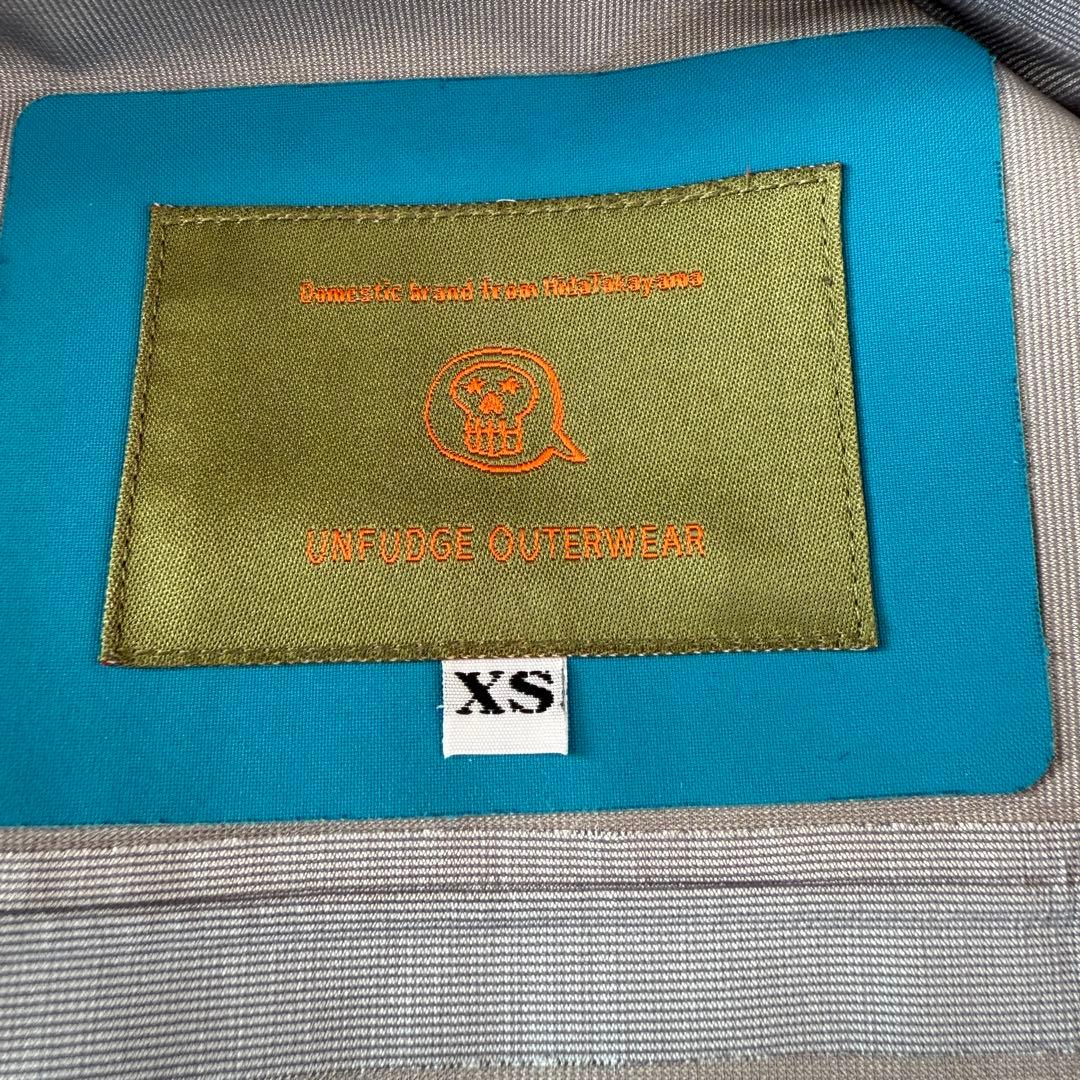 Domestic brand from HidaTakayama
UNFUDGE OUTERWEAR
XS